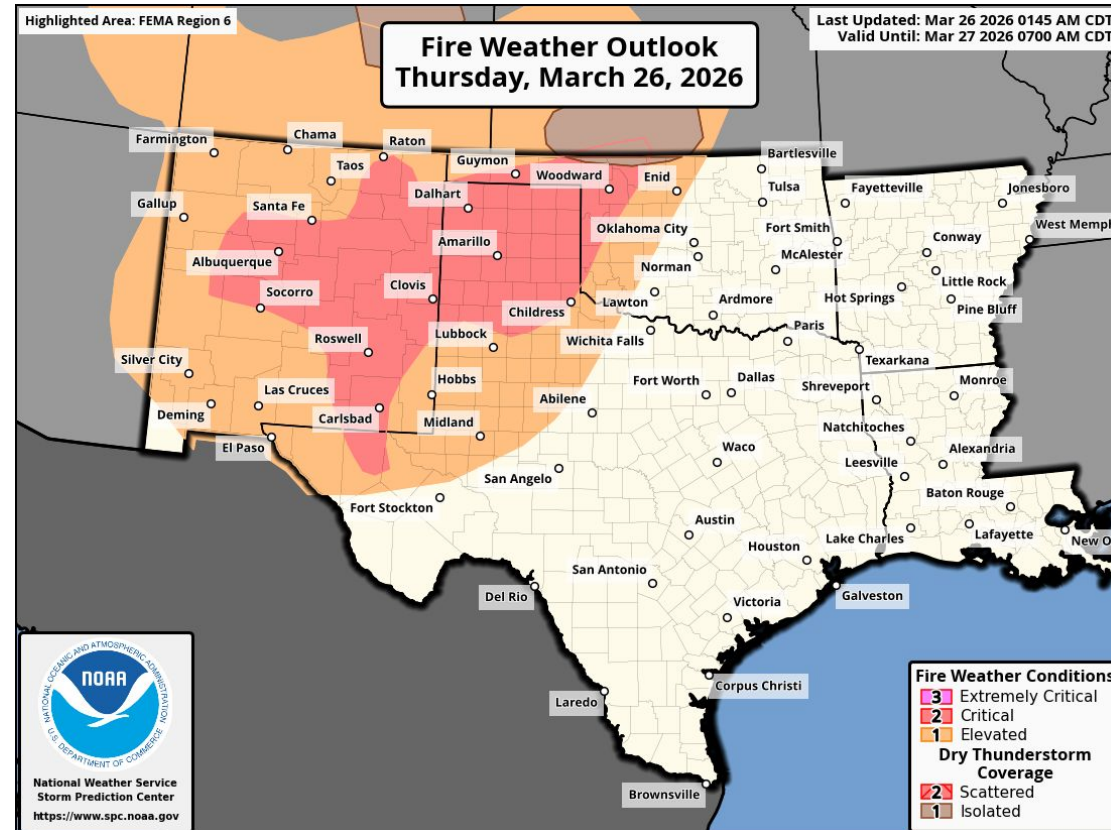 Highlighted Area: FEMA Region 6
Last Updated: Mar 26 2026 0145 AM CDT
Valid Until: Mar 27 2026 0700 AM CDT
Fire Weather Outlook
Thursday, March 26, 2026
Farmington
Chama
Raton
Taos
Guymon
Dalhart
Woodward
Enid
Bartlesville
Tulsa
Fayetteville
Jonesboro
Gallup
Santa Fe
Amarillo
Oklahoma City
Fort Smith
Conway
West Memph
Albuquerque
Norman
McAlester
Little Rock
Socorro
Clovis
Childress
Lawton
Ardmore
Hot Springs
Pine Bluff
Roswell
Lubbock
Wichita Falls
Paris
Texarkana
Silver City
Hobbs
Fort Worth
Dallas
Shreveport
Monroe
Las Cruces
Deming
Carlsbad
Midland
Abilene
Natchitoches
El Paso
Waco
Alexandria
San Angelo
Leesville
Fort Stockton
Baton Rouge
Austin
Houston
Lake Charles
Lafayette
New O
San Antonio
Del Rio
Galveston
Victoria
Corpus Christi
Laredo
Brownsville
NATIONAL OCEANIC AND ATMOSPHERIC ADMINISTRATION
NOAA
U.S. DEPARTMENT OF COMMERCE
National Weather Service
Storm Prediction Center
https://www.spc.noaa.gov
Fire Weather Conditions
3 Extremely Critical
2 Critical
1 Elevated
Dry Thunderstorm
Coverage
2 Scattered
1 Isolated